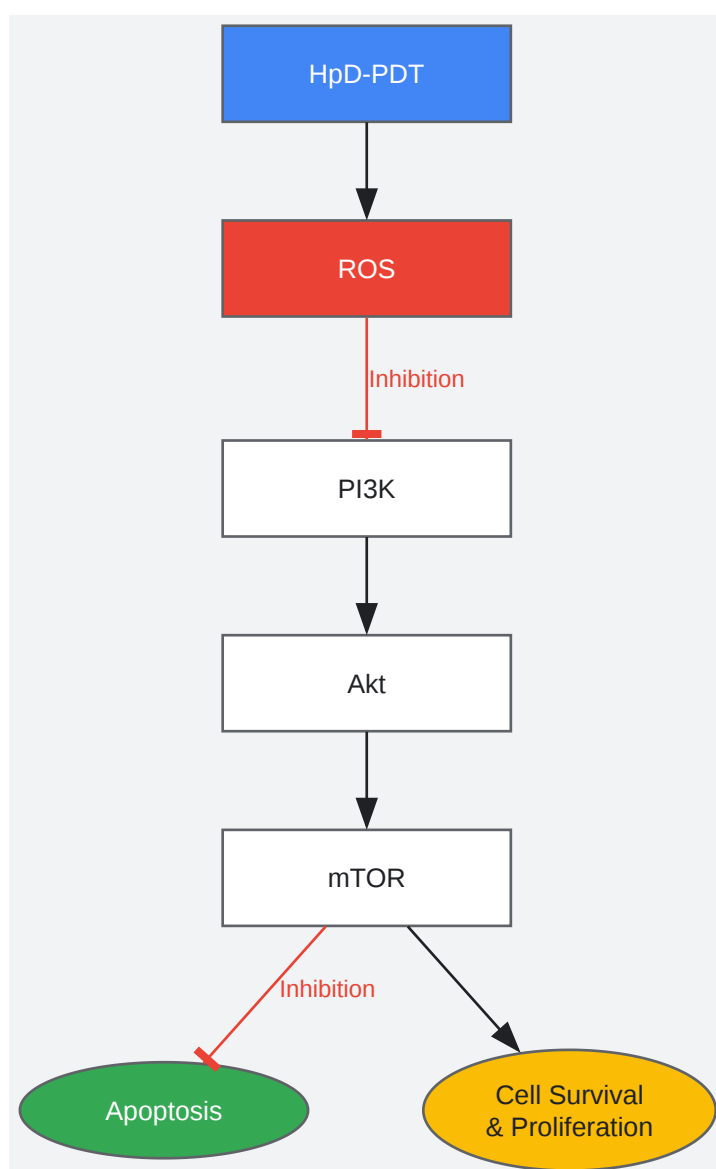 HpD-PDT
ROS
Inhibition
PI3K
Akt
mTOR
Inhibition
Apoptosis
Cell Survival
& Proliferation